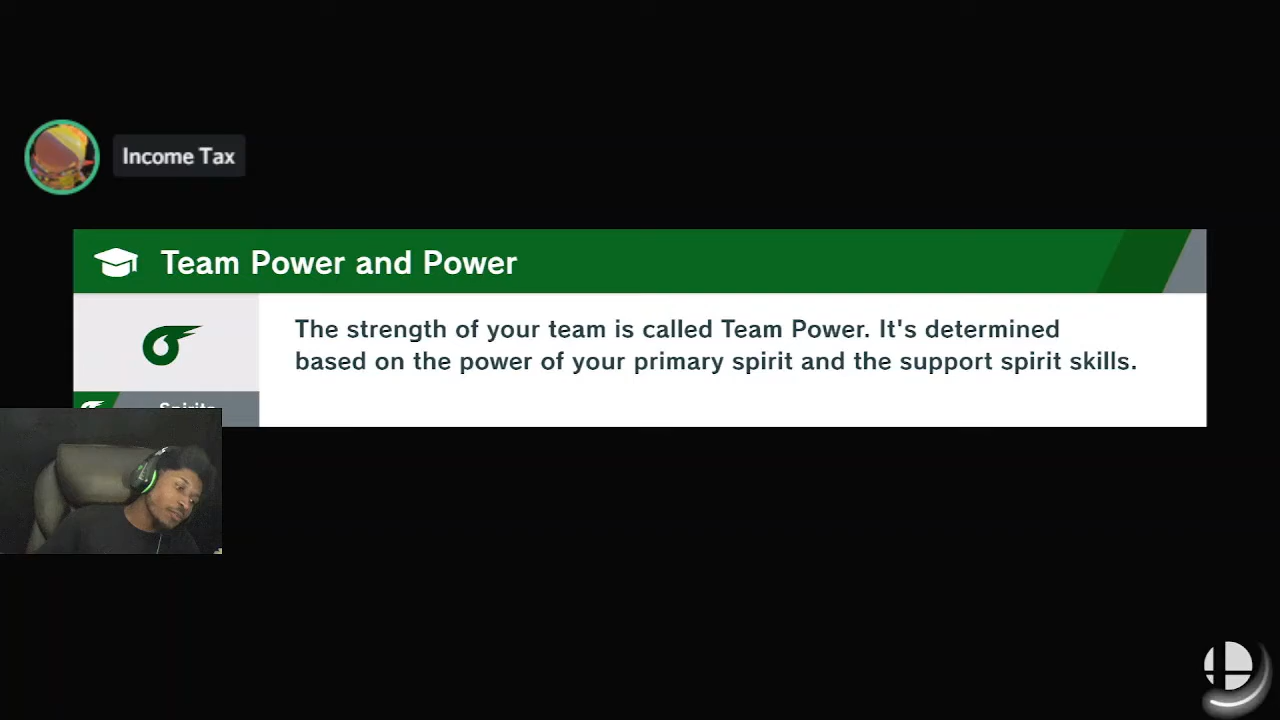 Income Tax
Team Power and Power
The strength of your team is called Team Power. It's determined
based on the power of your primary spirit and the support spirit skills.
Spirits